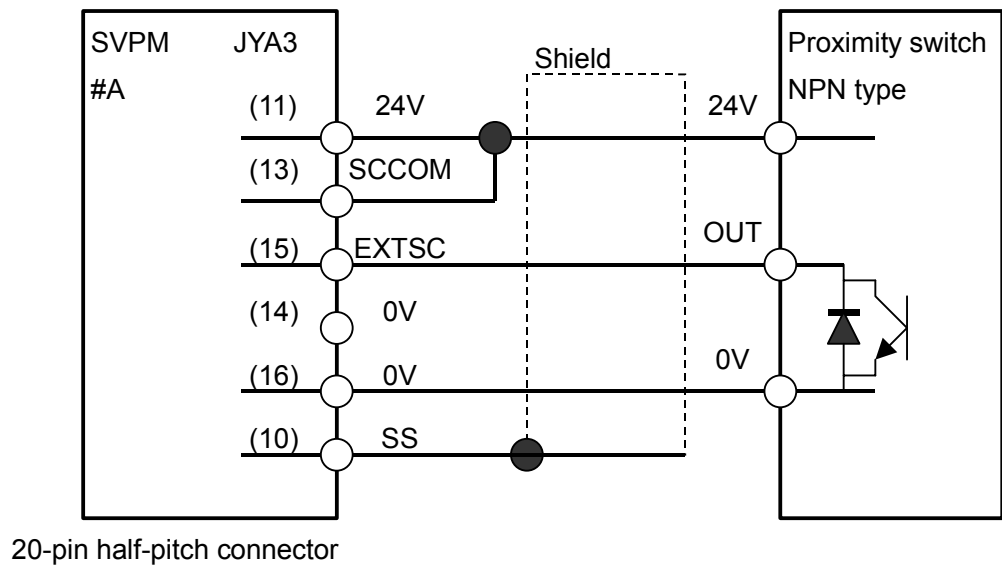 SVPM JYA3
#A
Shield
Proximity switch
NPN type
(11) 24V 24V
(13) SCCOM
(15) EXTSC OUT
(14) 0V
(16) 0V 0V
(10) SS
20-pin half-pitch connector